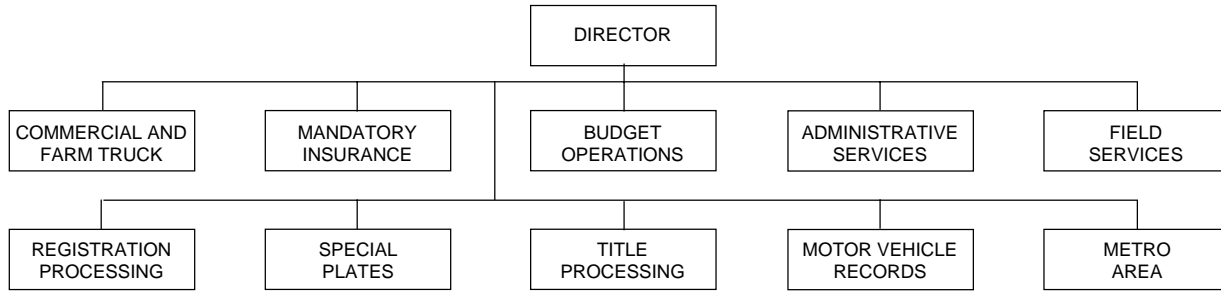 DIRECTOR
COMMERCIAL AND
FARM TRUCK
MANDATORY
INSURANCE
BUDGET
OPERATIONS
ADMINISTRATIVE
SERVICES
FIELD
SERVICES
REGISTRATION
PROCESSING
SPECIAL
PLATES
TITLE
PROCESSING
MOTOR VEHICLE
RECORDS
METRO
AREA